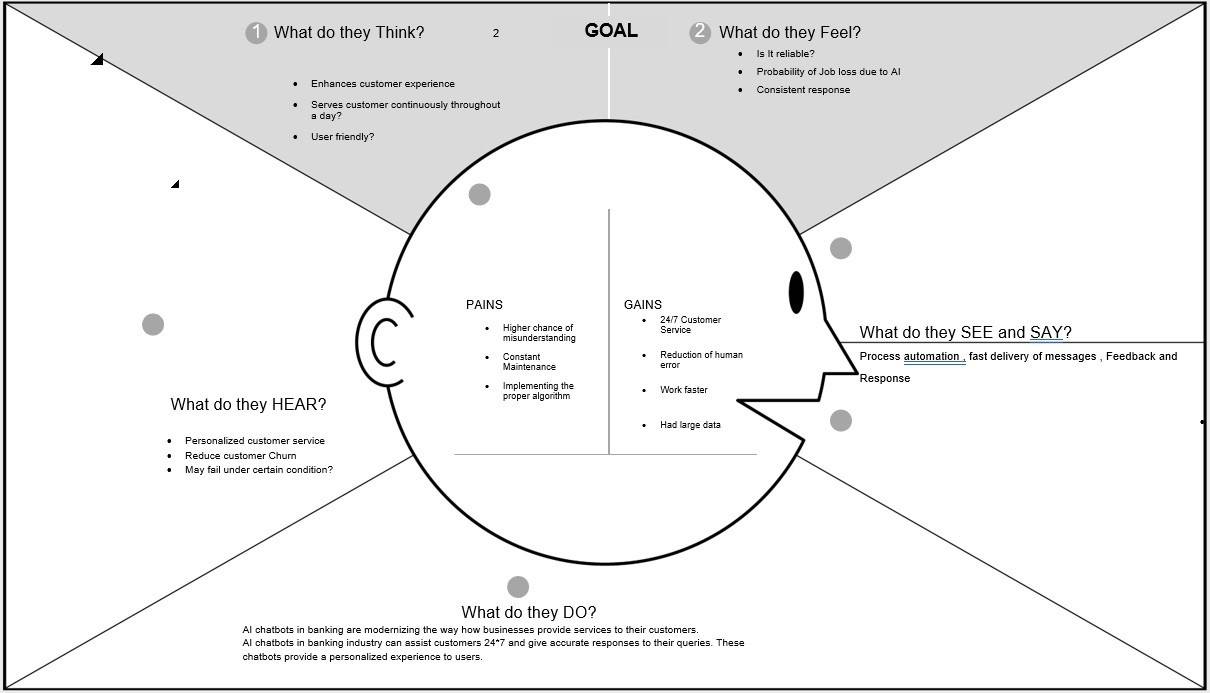 1 What do they Think?
2
GOAL
2 What do they Feel?
• Enhances customer experience
• Serves customer continuously throughout
a day?
• User friendly?
• Is It reliable?
• Probability of Job loss due to AI
• Consistent response
PAINS
• Higher chance of
misunderstanding
• Constant
Maintenance
• Implementing the
proper algorithm
GAINS
• 24/7 Customer
Service
• Reduction of human
error
• Work faster
• Had large data
What do they SEE and SAY?
Process automation , fast delivery of messages , Feedback and
Response
What do they HEAR?
• Personalized customer service
• Reduce customer Churn
• May fail under certain condition?
What do they DO?
AI chatbots in banking are modernizing the way how businesses provide services to their customers.
AI chatbots in banking industry can assist customers 24*7 and give accurate responses to their queries. These
chatbots provide a personalized experience to users.